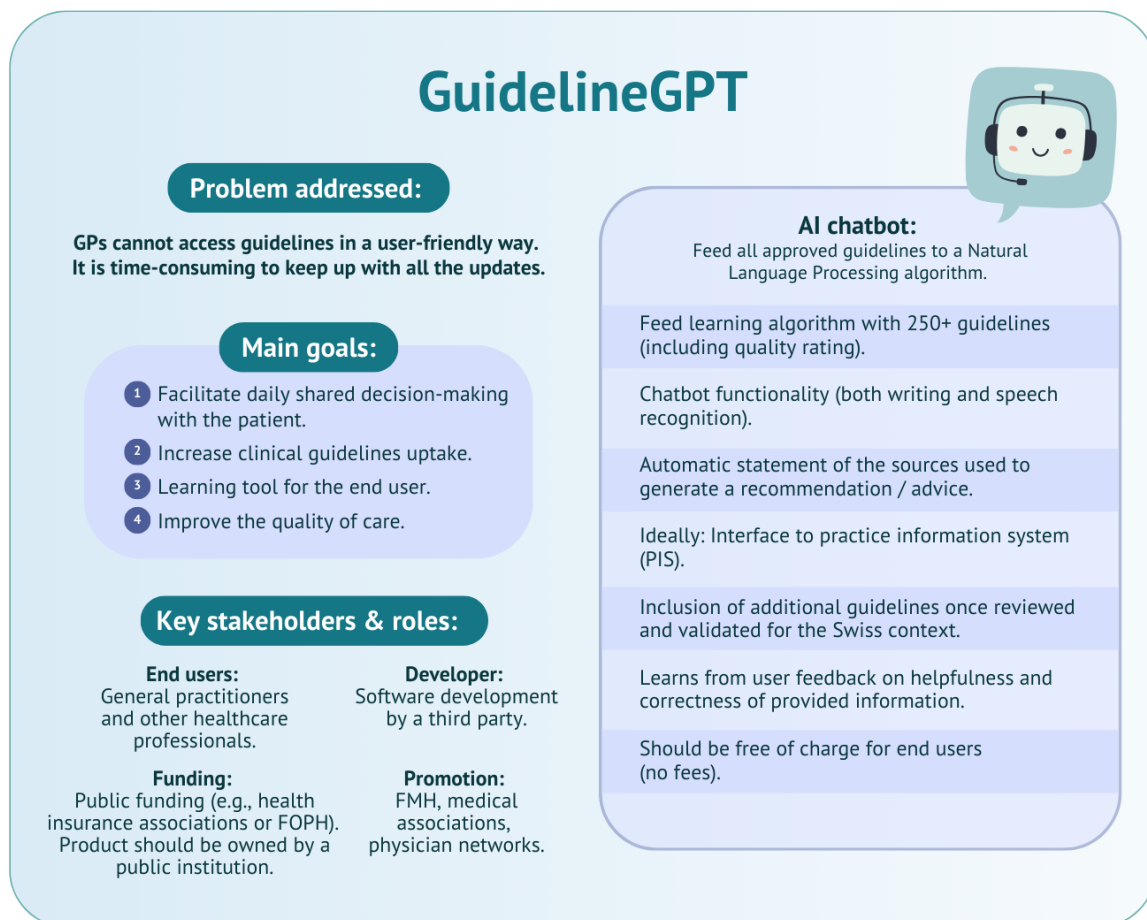 GuidelineGPT
Problem addressed:
GPs cannot access guidelines in a user-friendly way.
It is time-consuming to keep up with all the updates.
Main goals:
1 Facilitate daily shared decision-making
with the patient.
2 Increase clinical guidelines uptake.
3 Learning tool for the end user.
4 Improve the quality of care.
Key stakeholders & roles:
End users:
General practitioners
and other healthcare
professionals.
Developer:
Software development
by a third party.
Funding:
Public funding (e.g., health
insurance associations or FOPH).
Product should be owned by a
public institution.
Promotion:
FMH, medical
associations,
physician networks.
AI chatbot:
Feed all approved guidelines to a Natural
Language Processing algorithm.
Feed learning algorithm with 250+ guidelines
(including quality rating).
Chatbot functionality (both writing and speech
recognition).
Automatic statement of the sources used to
generate a recommendation / advice.
Ideally: Interface to practice information system
(PIS).
Inclusion of additional guidelines once reviewed
and validated for the Swiss context.
Learns from user feedback on helpfulness and
correctness of provided information.
Should be free of charge for end users
(no fees).